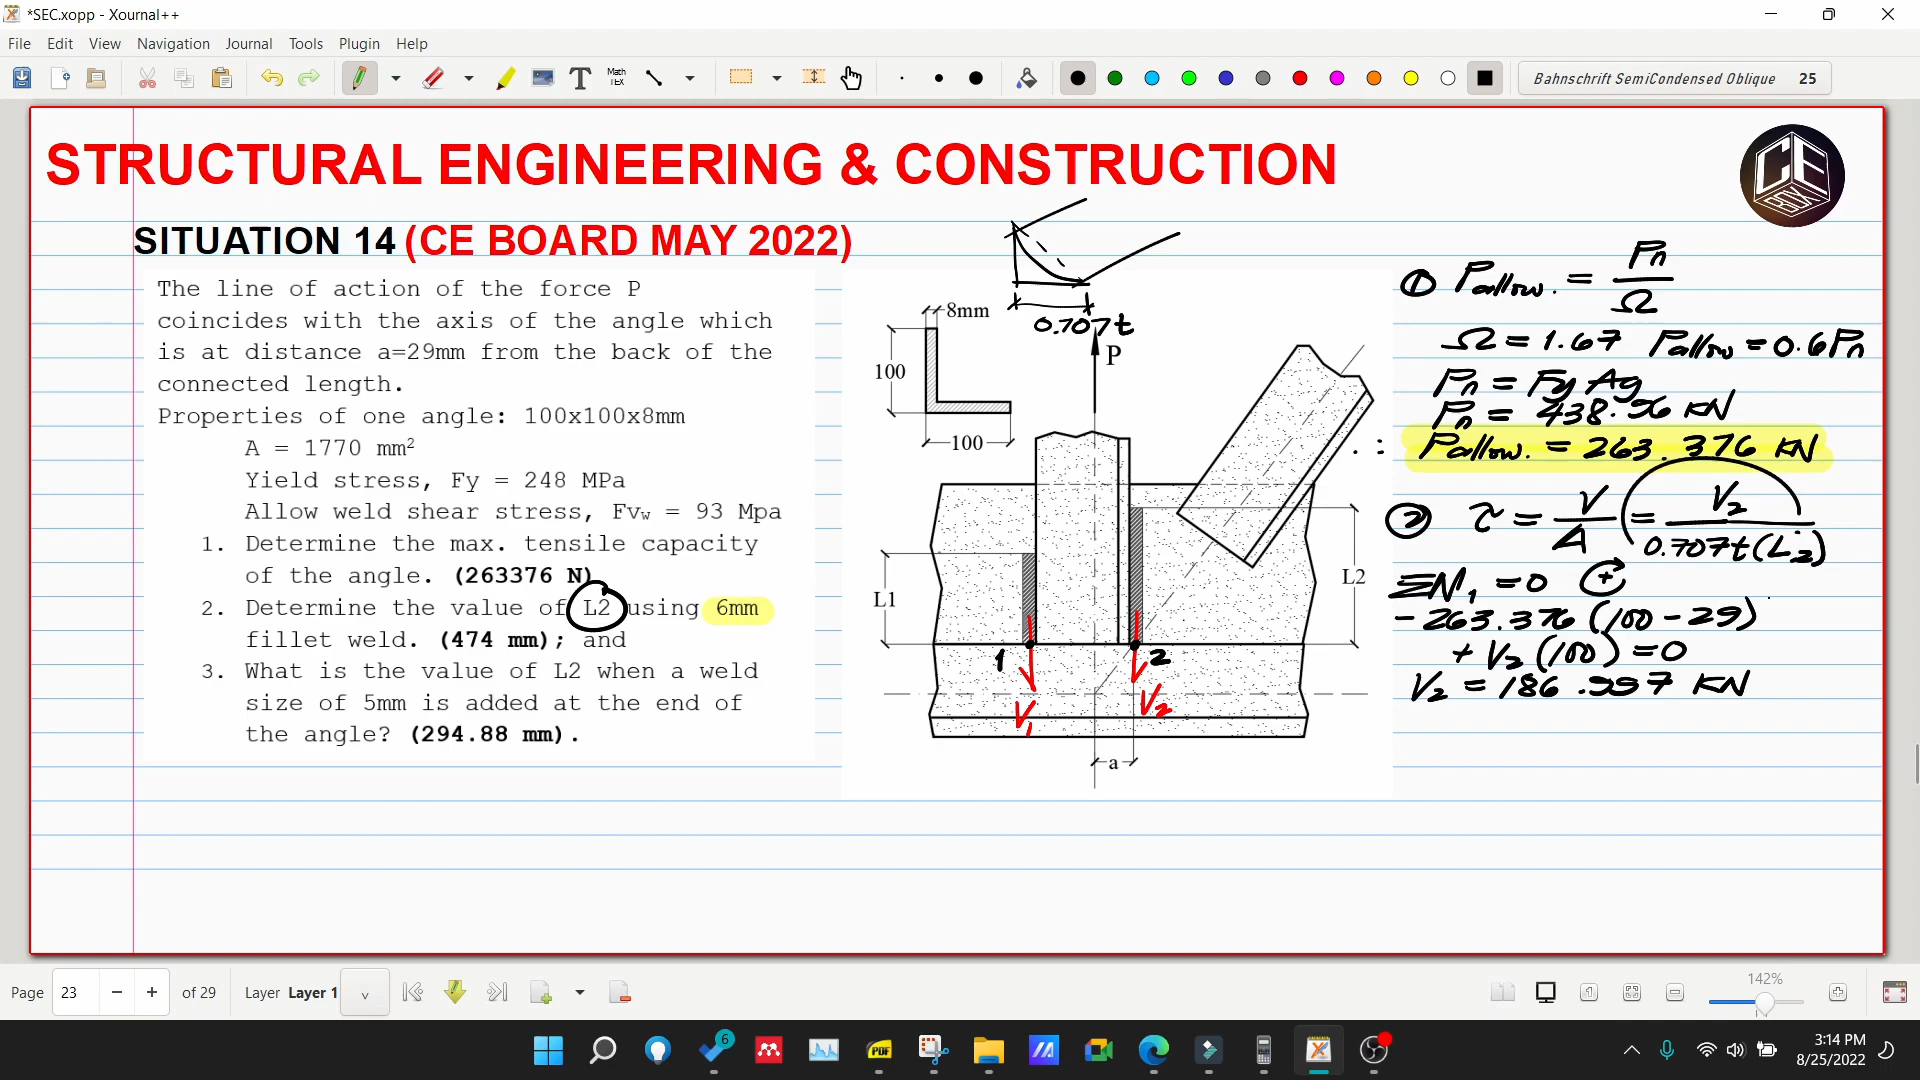 *SEC.xopp - Xournal++
File Edit View Navigation Journal Tools Plugin Help
Math
TEX
Bahnschrift SemiCondensed Oblique 25
STRUCTURAL ENGINEERING & CONSTRUCTION
SITUATION 14 (CE BOARD MAY 2022)
The line of action of the force P
coincides with the axis of the angle which
is at distance a=29mm from the back of the
connected length.
Properties of one angle: 100x100x8mm
A = 1770 mm²
Yield stress, Fy = 248 MPa
Allow weld shear stress, Fvw = 93 Mpa
1. Determine the max. tensile capacity
of the angle. (263376 N)
2. Determine the value of L2 using 6mm
fillet weld. (474 mm); and
3. What is the value of L2 when a weld
size of 5mm is added at the end of
the angle? (294.88 mm).
8mm
100
100
0.707t
P
L1
L2
1
2
V1
V2
a
① Pallow. = Pn/Ω
Ω = 1.67 Pallow = 0.6Pn
Pn = Fy Ag
Pn = 438.96 KN
∴ Pallow. = 263.376 KN
② τ = V/A = V2/0.707t(L2)
ΣM1 = 0 +
-263.376 (100-29)
+ V2 (100) = 0
V2 = 186.997 KN
CE
Page 23 of 29 Layer Layer 1
142%
6
PDF
3:14 PM
8/25/2022